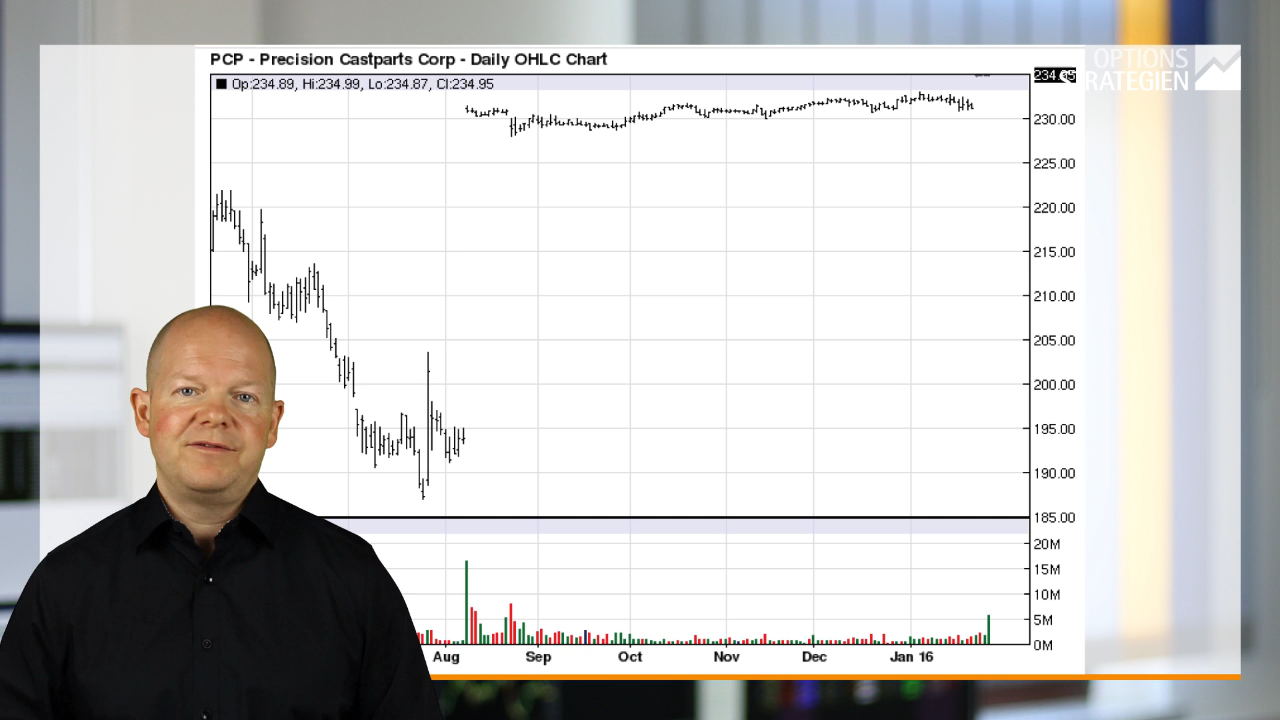 PCP - Precision Castparts Corp - Daily OHLC Chart
Op:234.89, Hi:234.99, Lo:234.87, Cl:234.95
OPTIONS
RATEGIEN
230.00
225.00
220.00
215.00
210.00
205.00
200.00
195.00
190.00
185.00
20M
15M
10M
5M
0M
Aug Sep Oct Nov Dec Jan 16